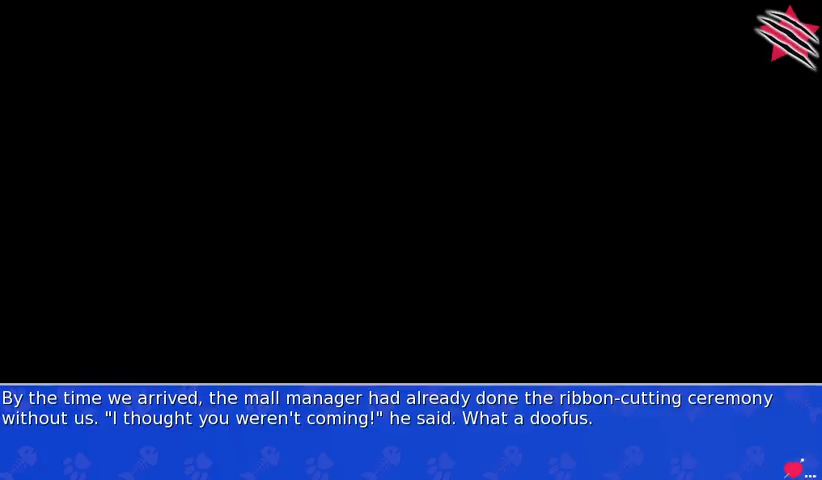 By the time we arrived, the mall manager had already done the ribbon-cutting ceremony
without us. "I thought you weren't coming!" he said. What a doofus.
...